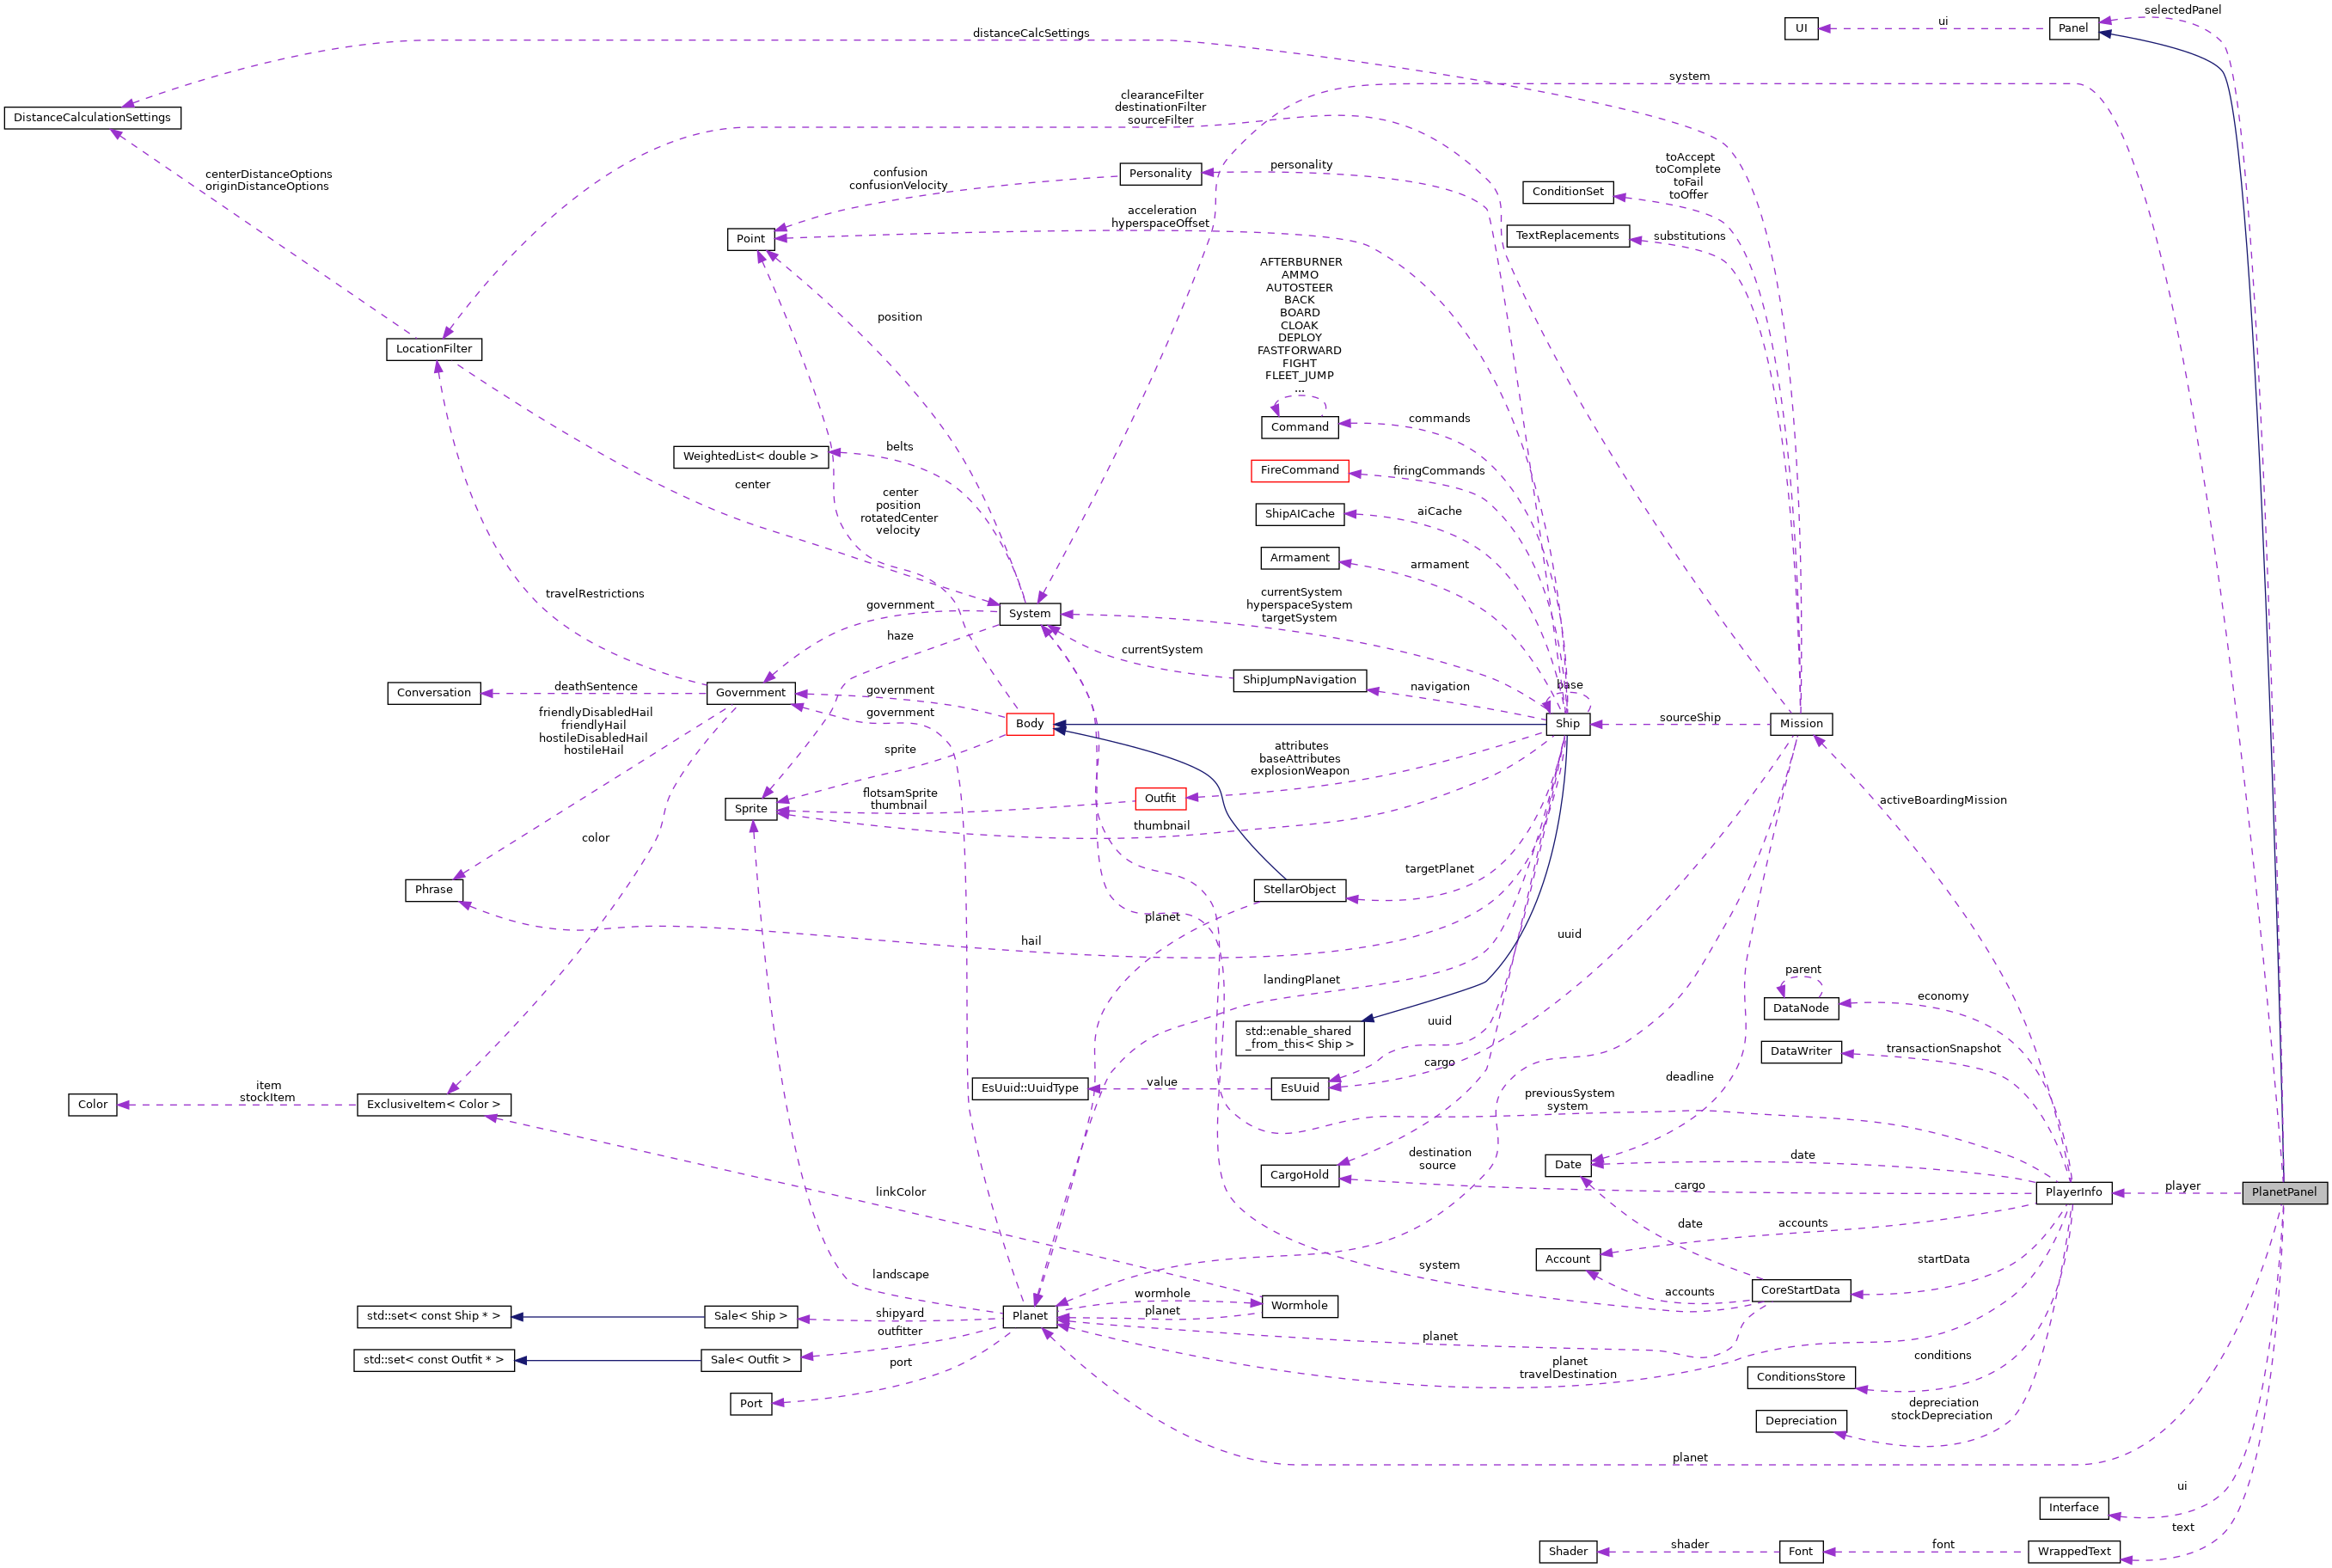 selectedPanel
UI
ui
Panel
distanceCalcSettings
system
DistanceCalculationSettings
clearanceFilter
destinationFilter
sourceFilter
centerDistanceOptions
originDistanceOptions
confusion
confusionVelocity
Personality
personality
toAccept
toComplete
toFail
toOffer
ConditionSet
Point
acceleration
hyperspaceOffset
TextReplacements
substitutions
AFTERBURNER
AMMO
AUTOSTEER
BACK
BOARD
CLOAK
DEPLOY
FASTFORWARD
FIGHT
FLEET_JUMP
...
position
LocationFilter
Command
commands
WeightedList< double >
belts
FireCommand
firingCommands
center
center
position
rotatedCenter
velocity
ShipAICache
aiCache
Armament
armament
travelRestrictions
government
System
currentSystem
hyperspaceSystem
targetSystem
haze
currentSystem
ShipJumpNavigation
navigation
base
Conversation
deathSentence
Government
government
friendlyDisabledHail
friendlyHail
hostileDisabledHail
hostileHail
government
Body
Ship
sourceShip
Mission
sprite
attributes
baseAttributes
explosionWeapon
Sprite
flotsamSprite
thumbnail
Outfit
activeBoardingMission
color
thumbnail
Phrase
StellarObject
targetPlanet
planet
hail
uuid
landingPlanet
parent
DataNode
economy
std::enable_shared
_from_this< Ship >
uuid
DataWriter
transactionSnapshot
cargo
deadline
EsUuid::UuidType
value
EsUuid
item
stockItem
Color
ExclusiveItem< Color >
previousSystem
system
destination
source
Date
date
CargoHold
cargo
PlayerInfo
player
PlanetPanel
linkColor
date
accounts
Account
startData
system
landscape
CoreStartData
accounts
wormhole
Wormhole
std::set< const Ship * >
Sale< Ship >
shipyard
Planet
planet
outfitter
planet
std::set< const Outfit * >
Sale< Outfit >
port
planet
travelDestination
conditions
ConditionsStore
Port
depreciation
stockDepreciation
Depreciation
planet
ui
Interface
text
Shader
shader
Font
font
WrappedText